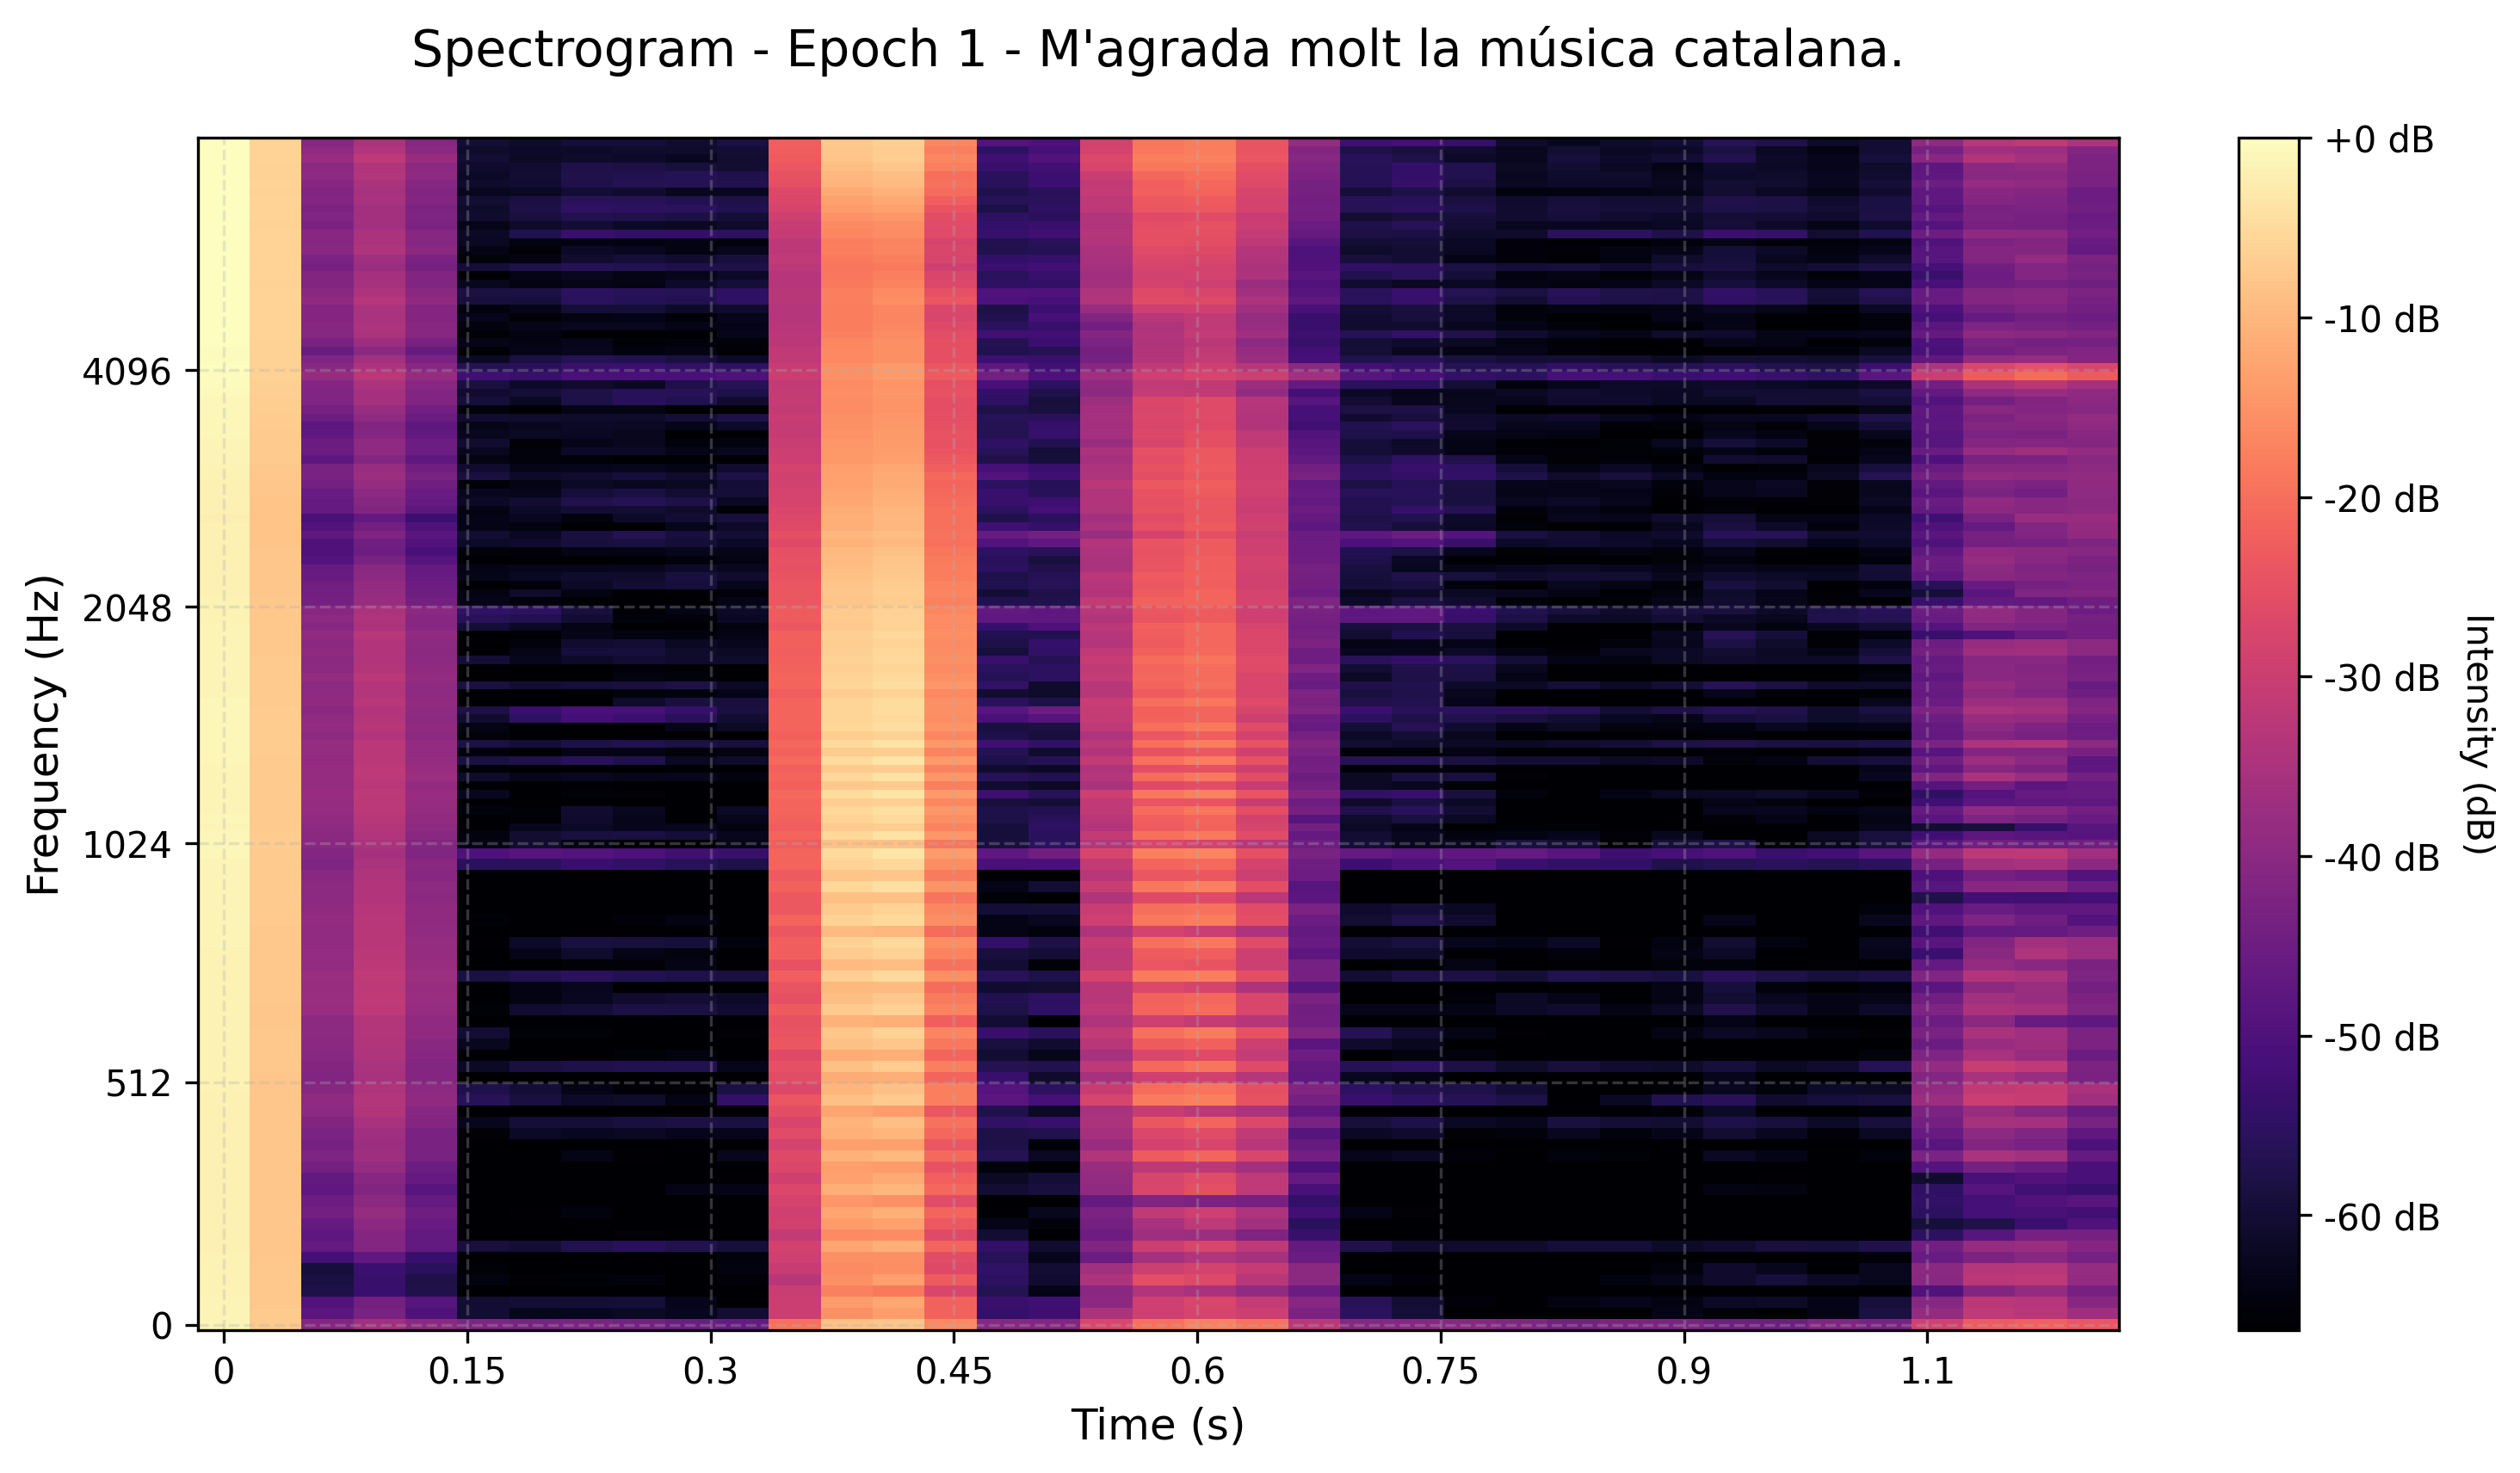 Spectrogram - Epoch 1 - M'agrada molt la música catalana.
+0 dB
-10 dB
-20 dB
-30 dB
-40 dB
-50 dB
-60 dB
Intensity (dB)
Frequency (Hz)
4096
2048
1024
512
0
0
0.15
0.3
0.45
0.6
0.75
0.9
1.1
Time (s)